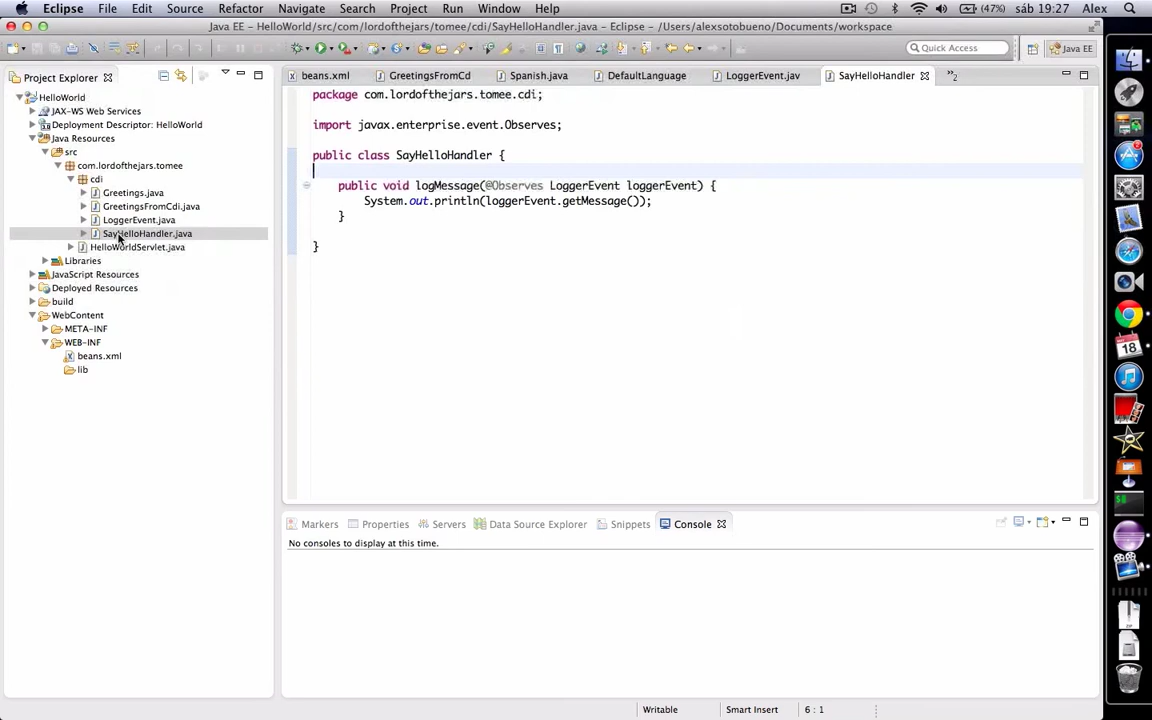 Eclipse File Edit Source Refactor Navigate Search Project Run Window Help (47%) sáb 19:27 Alex
Java EE – HelloWorld/src/com/lordofthejars/tomee/cdi/SayHelloHandler.java – Eclipse – /Users/alexsotobueno/Documents/workspace
Quick Access Java EE
Project Explorer
beans.xml GreetingsFromCd Spanish.java DefaultLanguage LoggerEvent.jav SayHelloHandler »2
HelloWorld
JAX-WS Web Services
Deployment Descriptor: HelloWorld
Java Resources
src
com.lordofthejars.tomee
cdi
Greetings.java
GreetingsFromCdi.java
LoggerEvent.java
SayHelloHandler.java
HelloWorldServlet.java
Libraries
JavaScript Resources
Deployed Resources
build
WebContent
META-INF
WEB-INF
beans.xml
lib
package com.lordofthejars.tomee.cdi;
import javax.enterprise.event.Observes;
public class SayHelloHandler {
public void logMessage(@Observes LoggerEvent loggerEvent) {
System.out.println(loggerEvent.getMessage());
}
}
Markers Properties Servers Data Source Explorer Snippets Console
No consoles to display at this time.
Writable Smart Insert 6 : 1
18